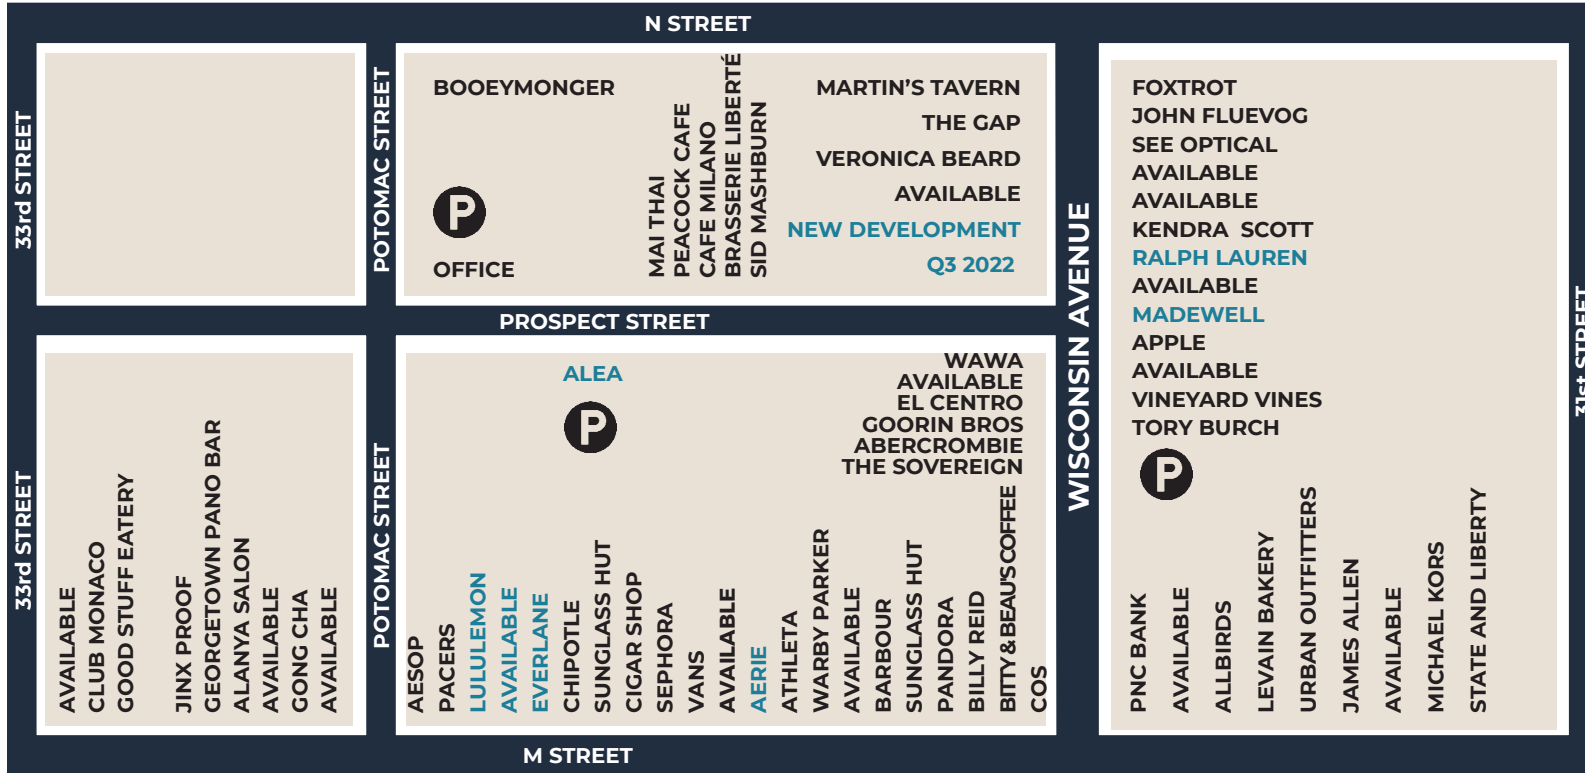 N STREET
33rd STREET
POTOMAC STREET
BOOEYMONGER
P
OFFICE
MAI THAI
PEACOCK CAFE
CAFE MILANO
BRASSERIE LIBERTÉ
SID MASHBURN
MARTIN'S TAVERN
THE GAP
VERONICA BEARD
AVAILABLE
NEW DEVELOPMENT
Q3 2022
WISCONSIN AVENUE
FOXTROT
JOHN FLUEVOG
SEE OPTICAL
AVAILABLE
AVAILABLE
KENDRA SCOTT
RALPH LAUREN
AVAILABLE
MADEWELL
APPLE
AVAILABLE
VINEYARD VINES
TORY BURCH
P
PNC BANK
AVAILABLE
ALLBIRDS
LEVAIN BAKERY
URBAN OUTFITTERS
JAMES ALLEN
AVAILABLE
MICHAEL KORS
STATE AND LIBERTY
31st STREET
PROSPECT STREET
33rd STREET
AVAILABLE
CLUB MONACO
GOOD STUFF EATERY
JINX PROOF
GEORGETOWN PANO BAR
ALANYA SALON
AVAILABLE
GONG CHA
AVAILABLE
POTOMAC STREET
ALEA
P
WAWA
AVAILABLE
EL CENTRO
GOORIN BROS
ABERCROMBIE
THE SOVEREIGN
AESOP
PACERS
LULULEMON
AVAILABLE
EVERLANE
CHIPOTLE
SUNGLASS HUT
CIGAR SHOP
SEPHORA
VANS
AVAILABLE
AERIE
ATHLETA
WARBY PARKER
AVAILABLE
BARBOUR
SUNGLASS HUT
PANDORA
BILLY REID
BITTY & BEAU'S COFFEE
COS
M STREET